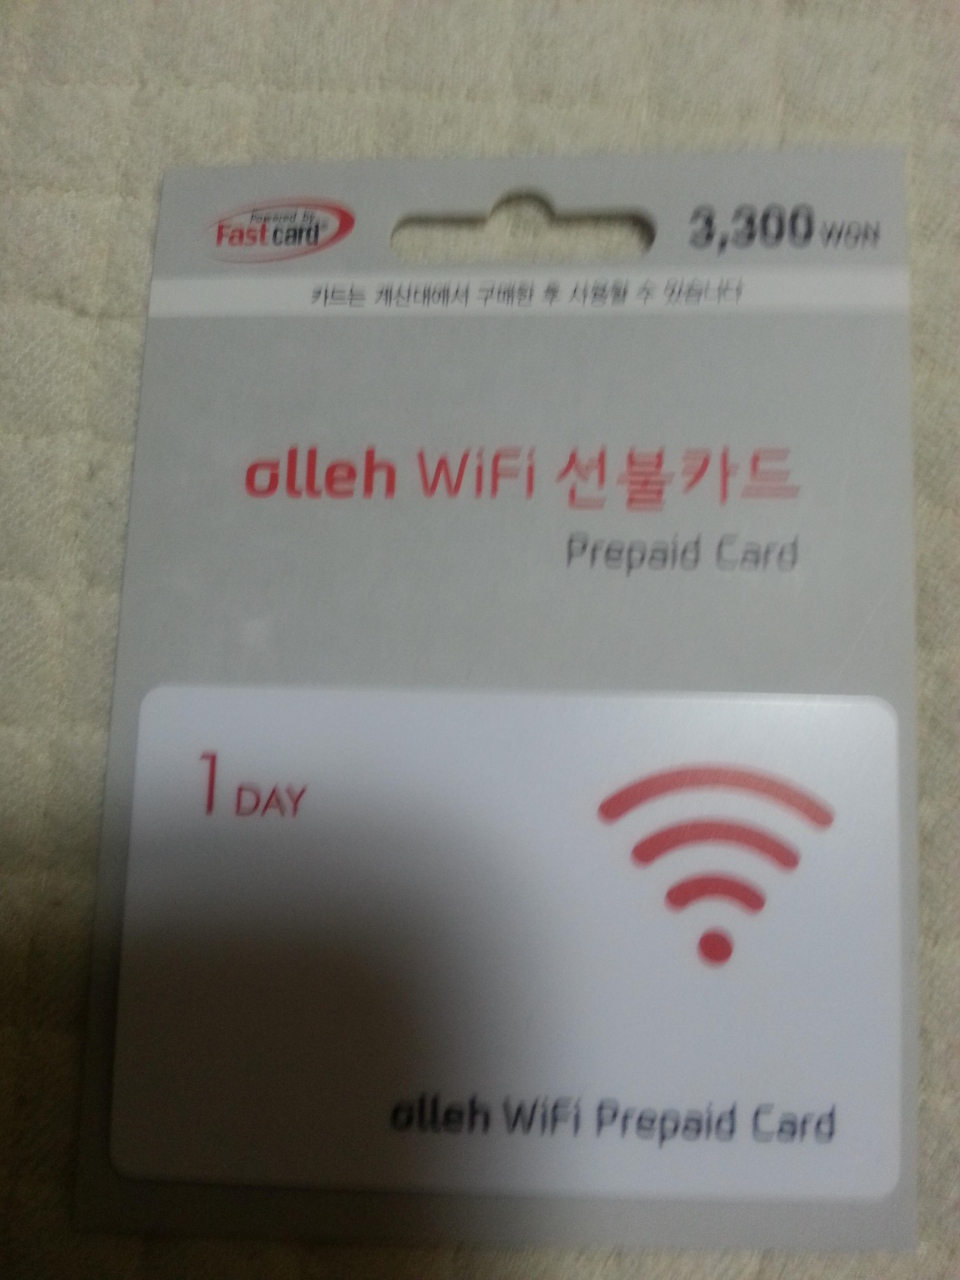 Powered by
Fastcard
3,300 WON
카드는 계산대에서 구매한 후 사용할 수 있습니다
olleh WiFi 선불카드
Prepaid Card
1 DAY
olleh WiFi Prepaid Card